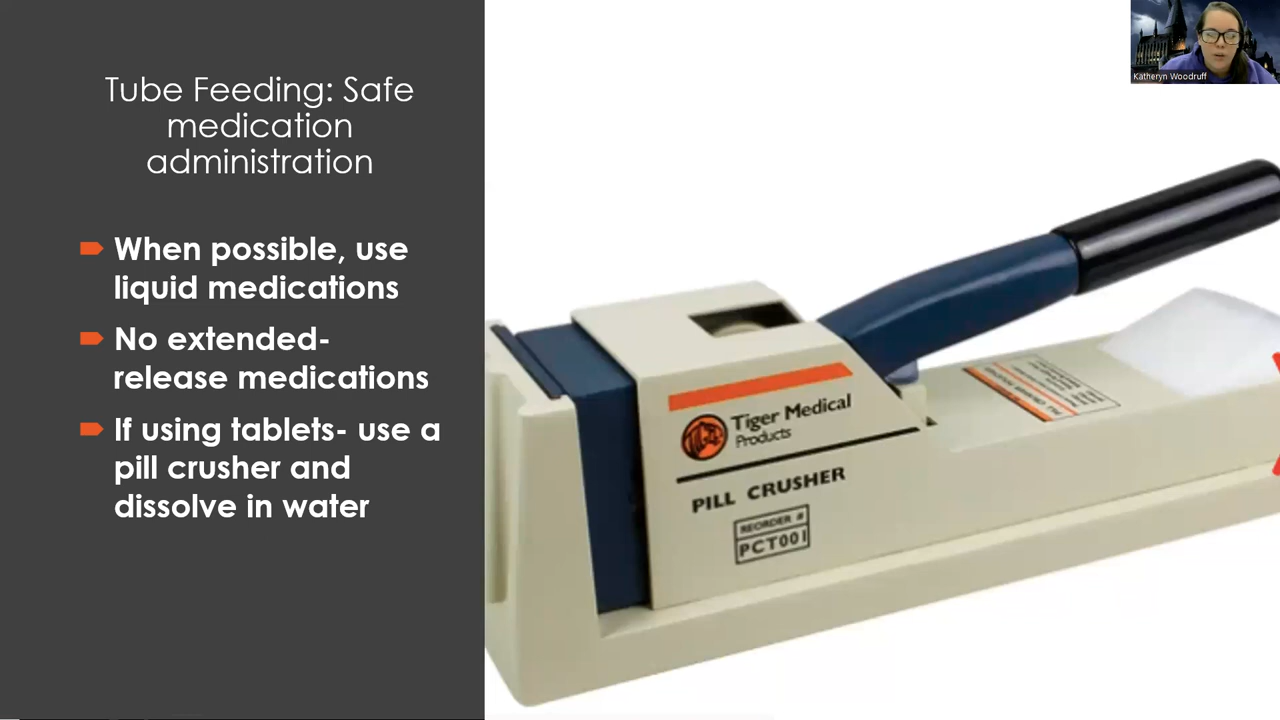 Tube Feeding: Safe
medication
administration
When possible, use
liquid medications
No extended-
release medications
If using tablets- use a
pill crusher and
dissolve in water
Katheryn Woodruff
Tiger Medical
Products
PILL CRUSHER
REORDER #
PCT001